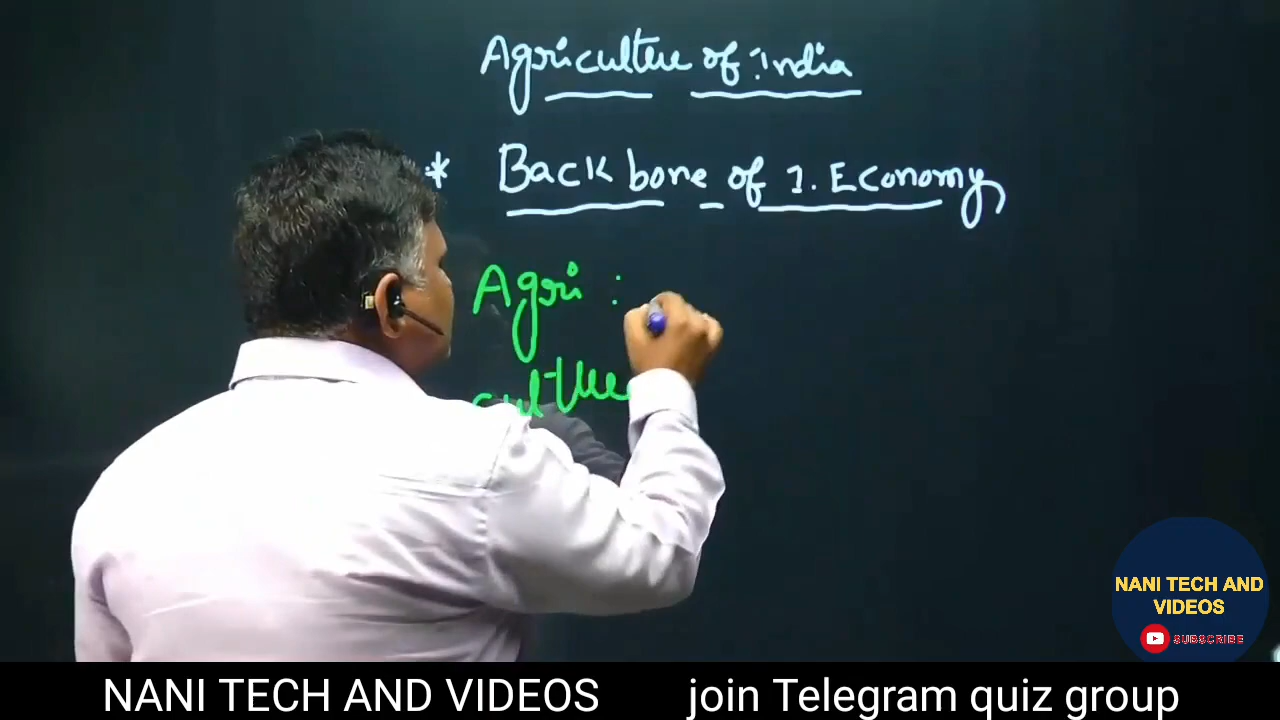 Agriculture of :India
* Back bone of I. Economy
Agri :
culture
NANI TECH AND
VIDEOS
SUBSCRIBE
NANI TECH AND VIDEOS join Telegram quiz group